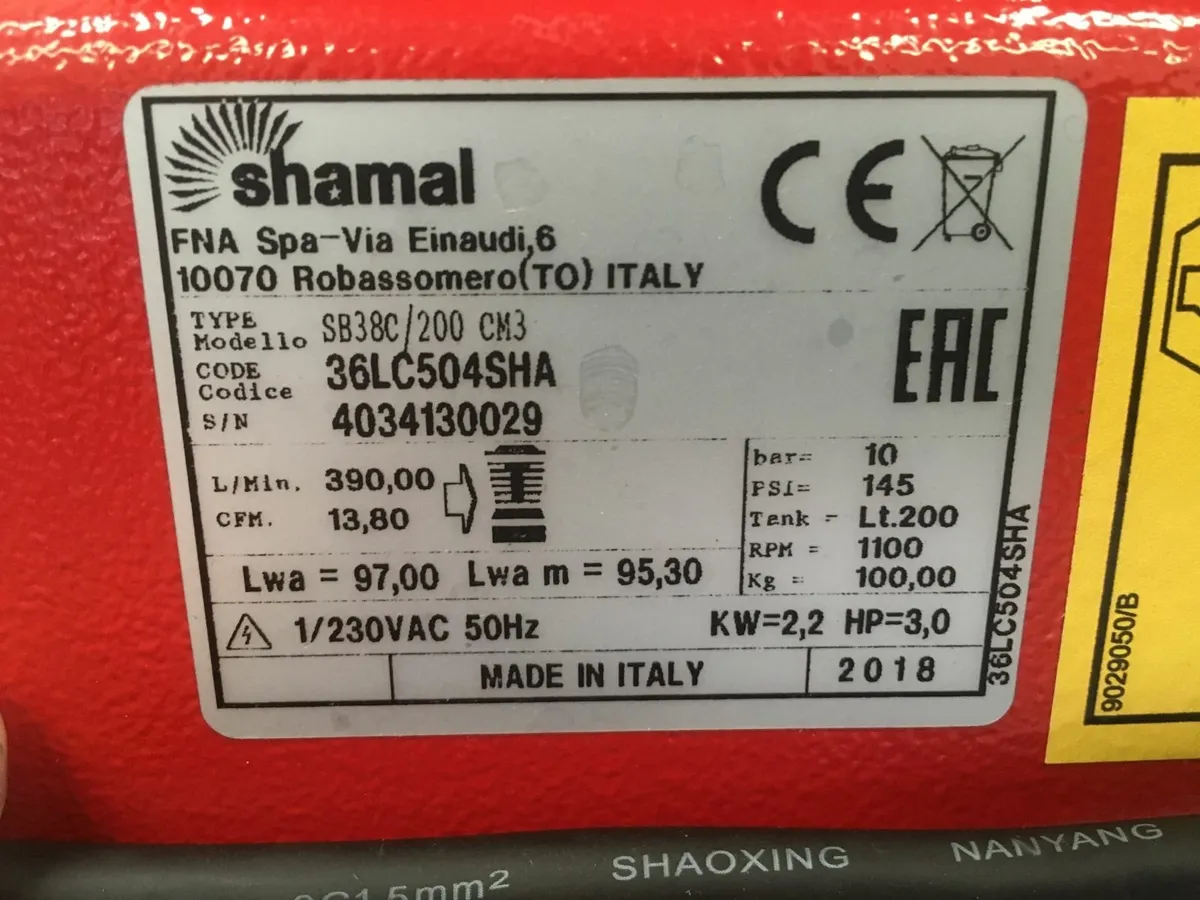 shamal
CE
FNA Spa-Via Einaudi,6
10070 Robassomero(TO) ITALY
TYPE
Modello SB38C/200 CM3
CODE
Codice 36LC504SHA
S/N 4034130029
EAC
L/Min. 390,00
CFM. 13,80
bar= 10
PSI= 145
Tank = Lt.200
RPM = 1100
Kg = 100,00
Lwa = 97,00 Lwa m = 95,30
1/230VAC 50Hz KW=2,2 HP=3,0
MADE IN ITALY 2018
36LC504SHA
9029050/B
1.5mm² SHAOXING NANYANG